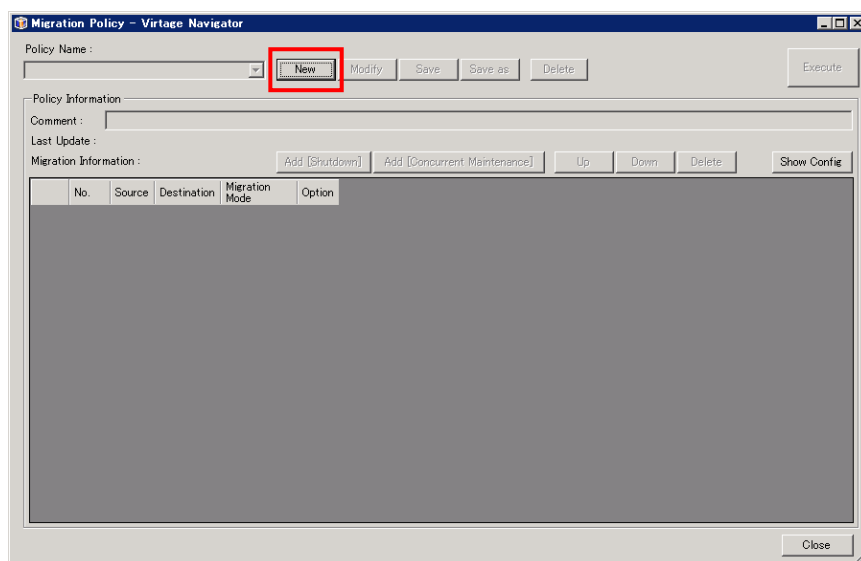 Migration Policy - Virtage Navigator
Policy Name :
New Modify Save Save as Delete Execute
Policy Information
Comment :
Last Update :
Migration Information : Add [Shutdown] Add [Concurrent Maintenance] Up Down Delete Show Config
No. Source Destination Migration Mode Option
Close